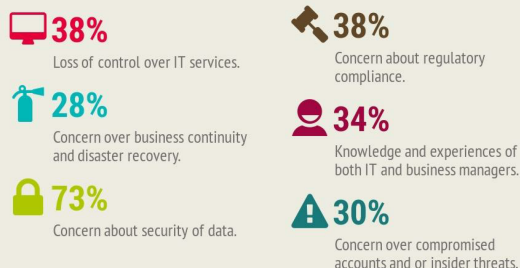 38%
Loss of control over IT services.
28%
Concern over business continuity
and disaster recovery.
73%
Concern about security of data.
38%
Concern about regulatory
compliance.
34%
Knowledge and experiences of
both IT and business managers.
30%
Concern over compromised
accounts and or insider threats.